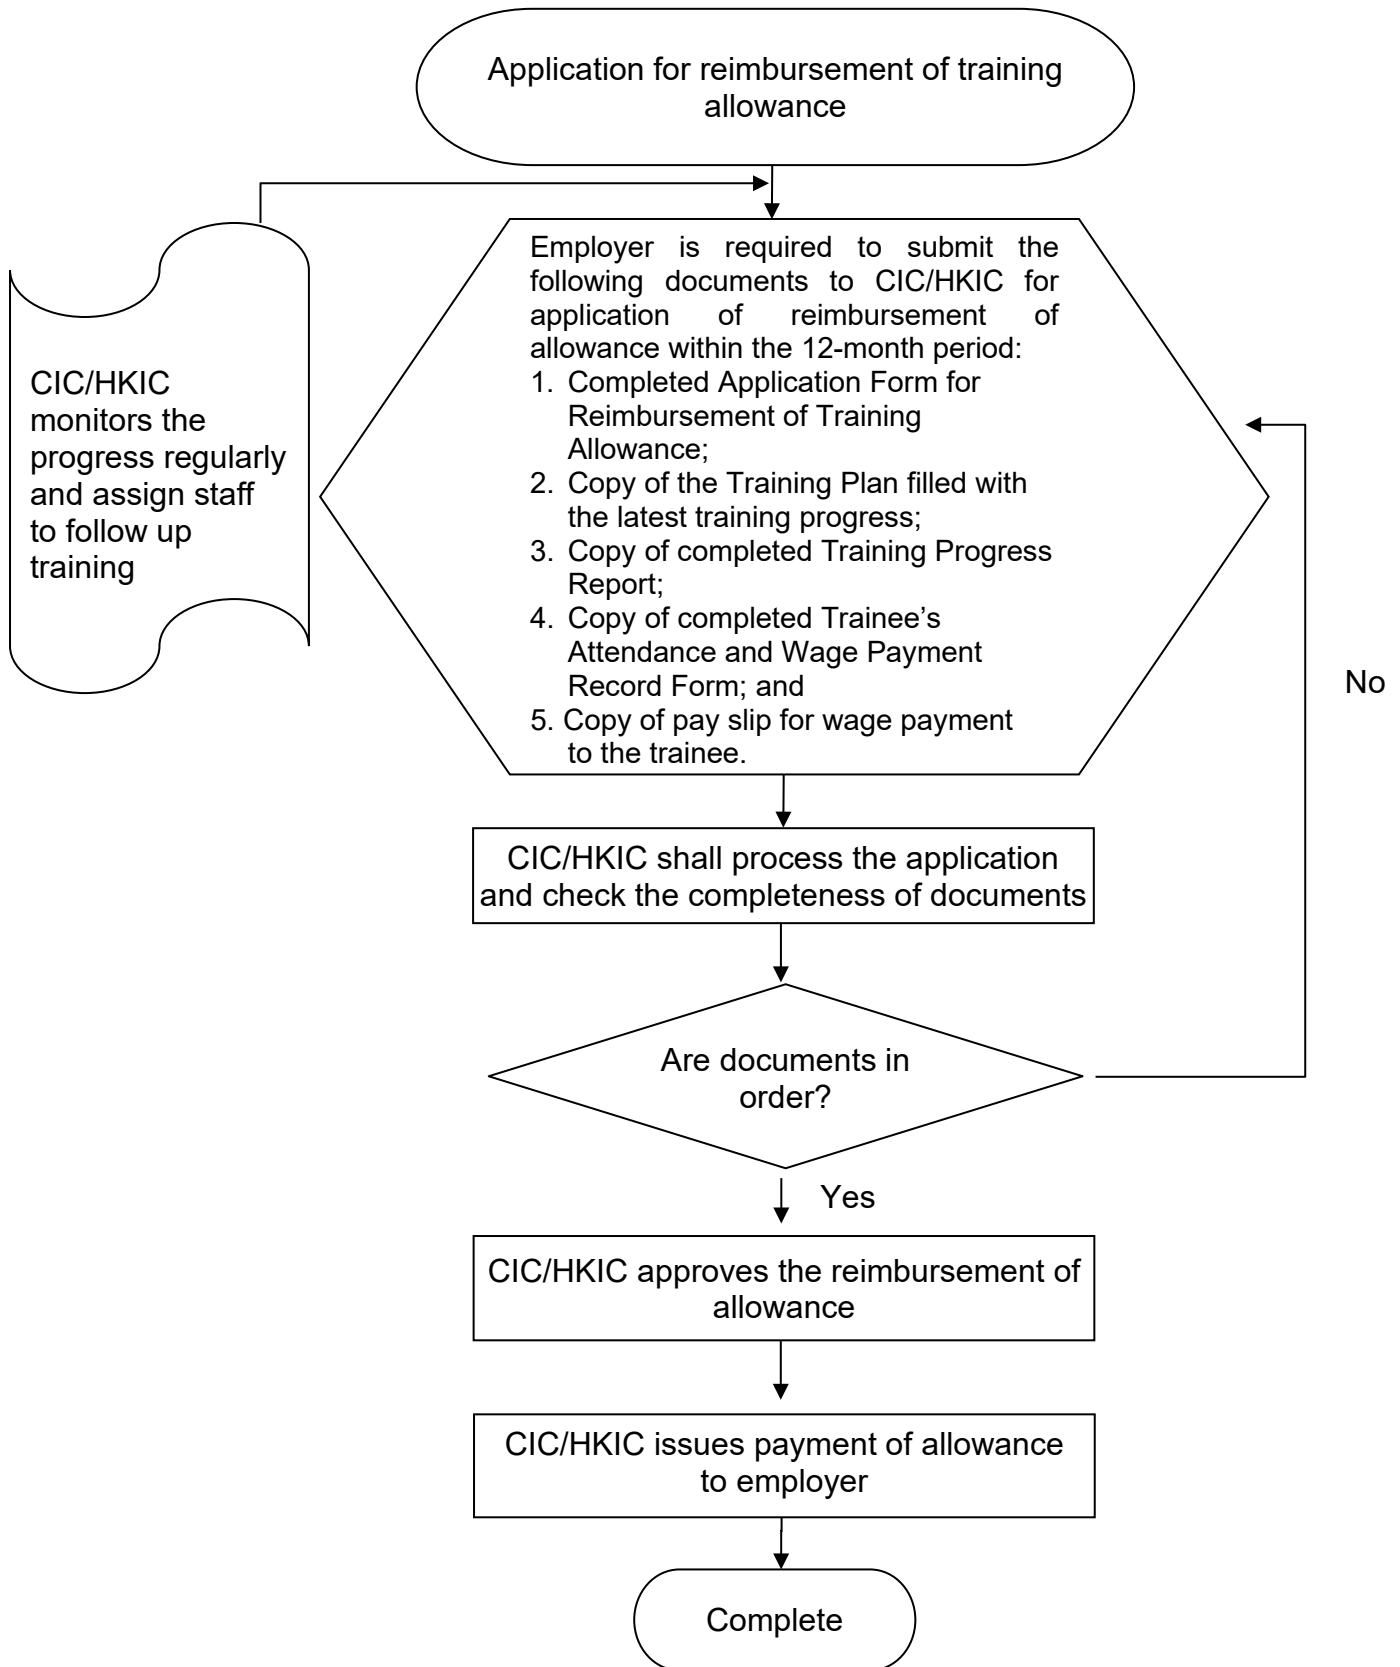 Application for reimbursement of training
allowance
Employer is required to submit the
following documents to CIC/HKIC for
application of reimbursement of
allowance within the 12-month period:
1. Completed Application Form for
Reimbursement of Training
Allowance;
2. Copy of the Training Plan filled with
the latest training progress;
3. Copy of completed Training Progress
Report;
4. Copy of completed Trainee’s
Attendance and Wage Payment
Record Form; and
5. Copy of pay slip for wage payment
to the trainee.
CIC/HKIC
monitors the
progress regularly
and assign staff
to follow up
training
No
CIC/HKIC shall process the application
and check the completeness of documents
Are documents in
order?
Yes
CIC/HKIC approves the reimbursement of
allowance
CIC/HKIC issues payment of allowance
to employer
Complete